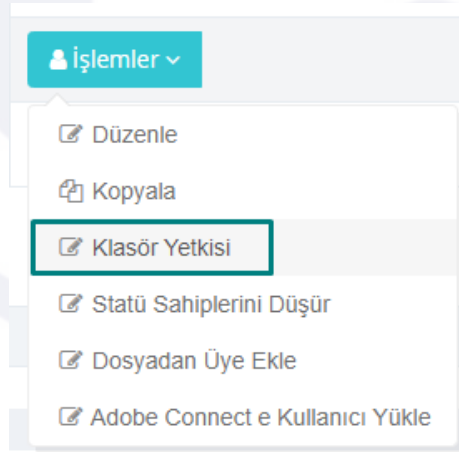 İşlemler
Düzenle
Kopyala
Klasör Yetkisi
Statü Sahiplerini Düşür
Dosyadan Üye Ekle
Adobe Connect e Kullanıcı Yükle